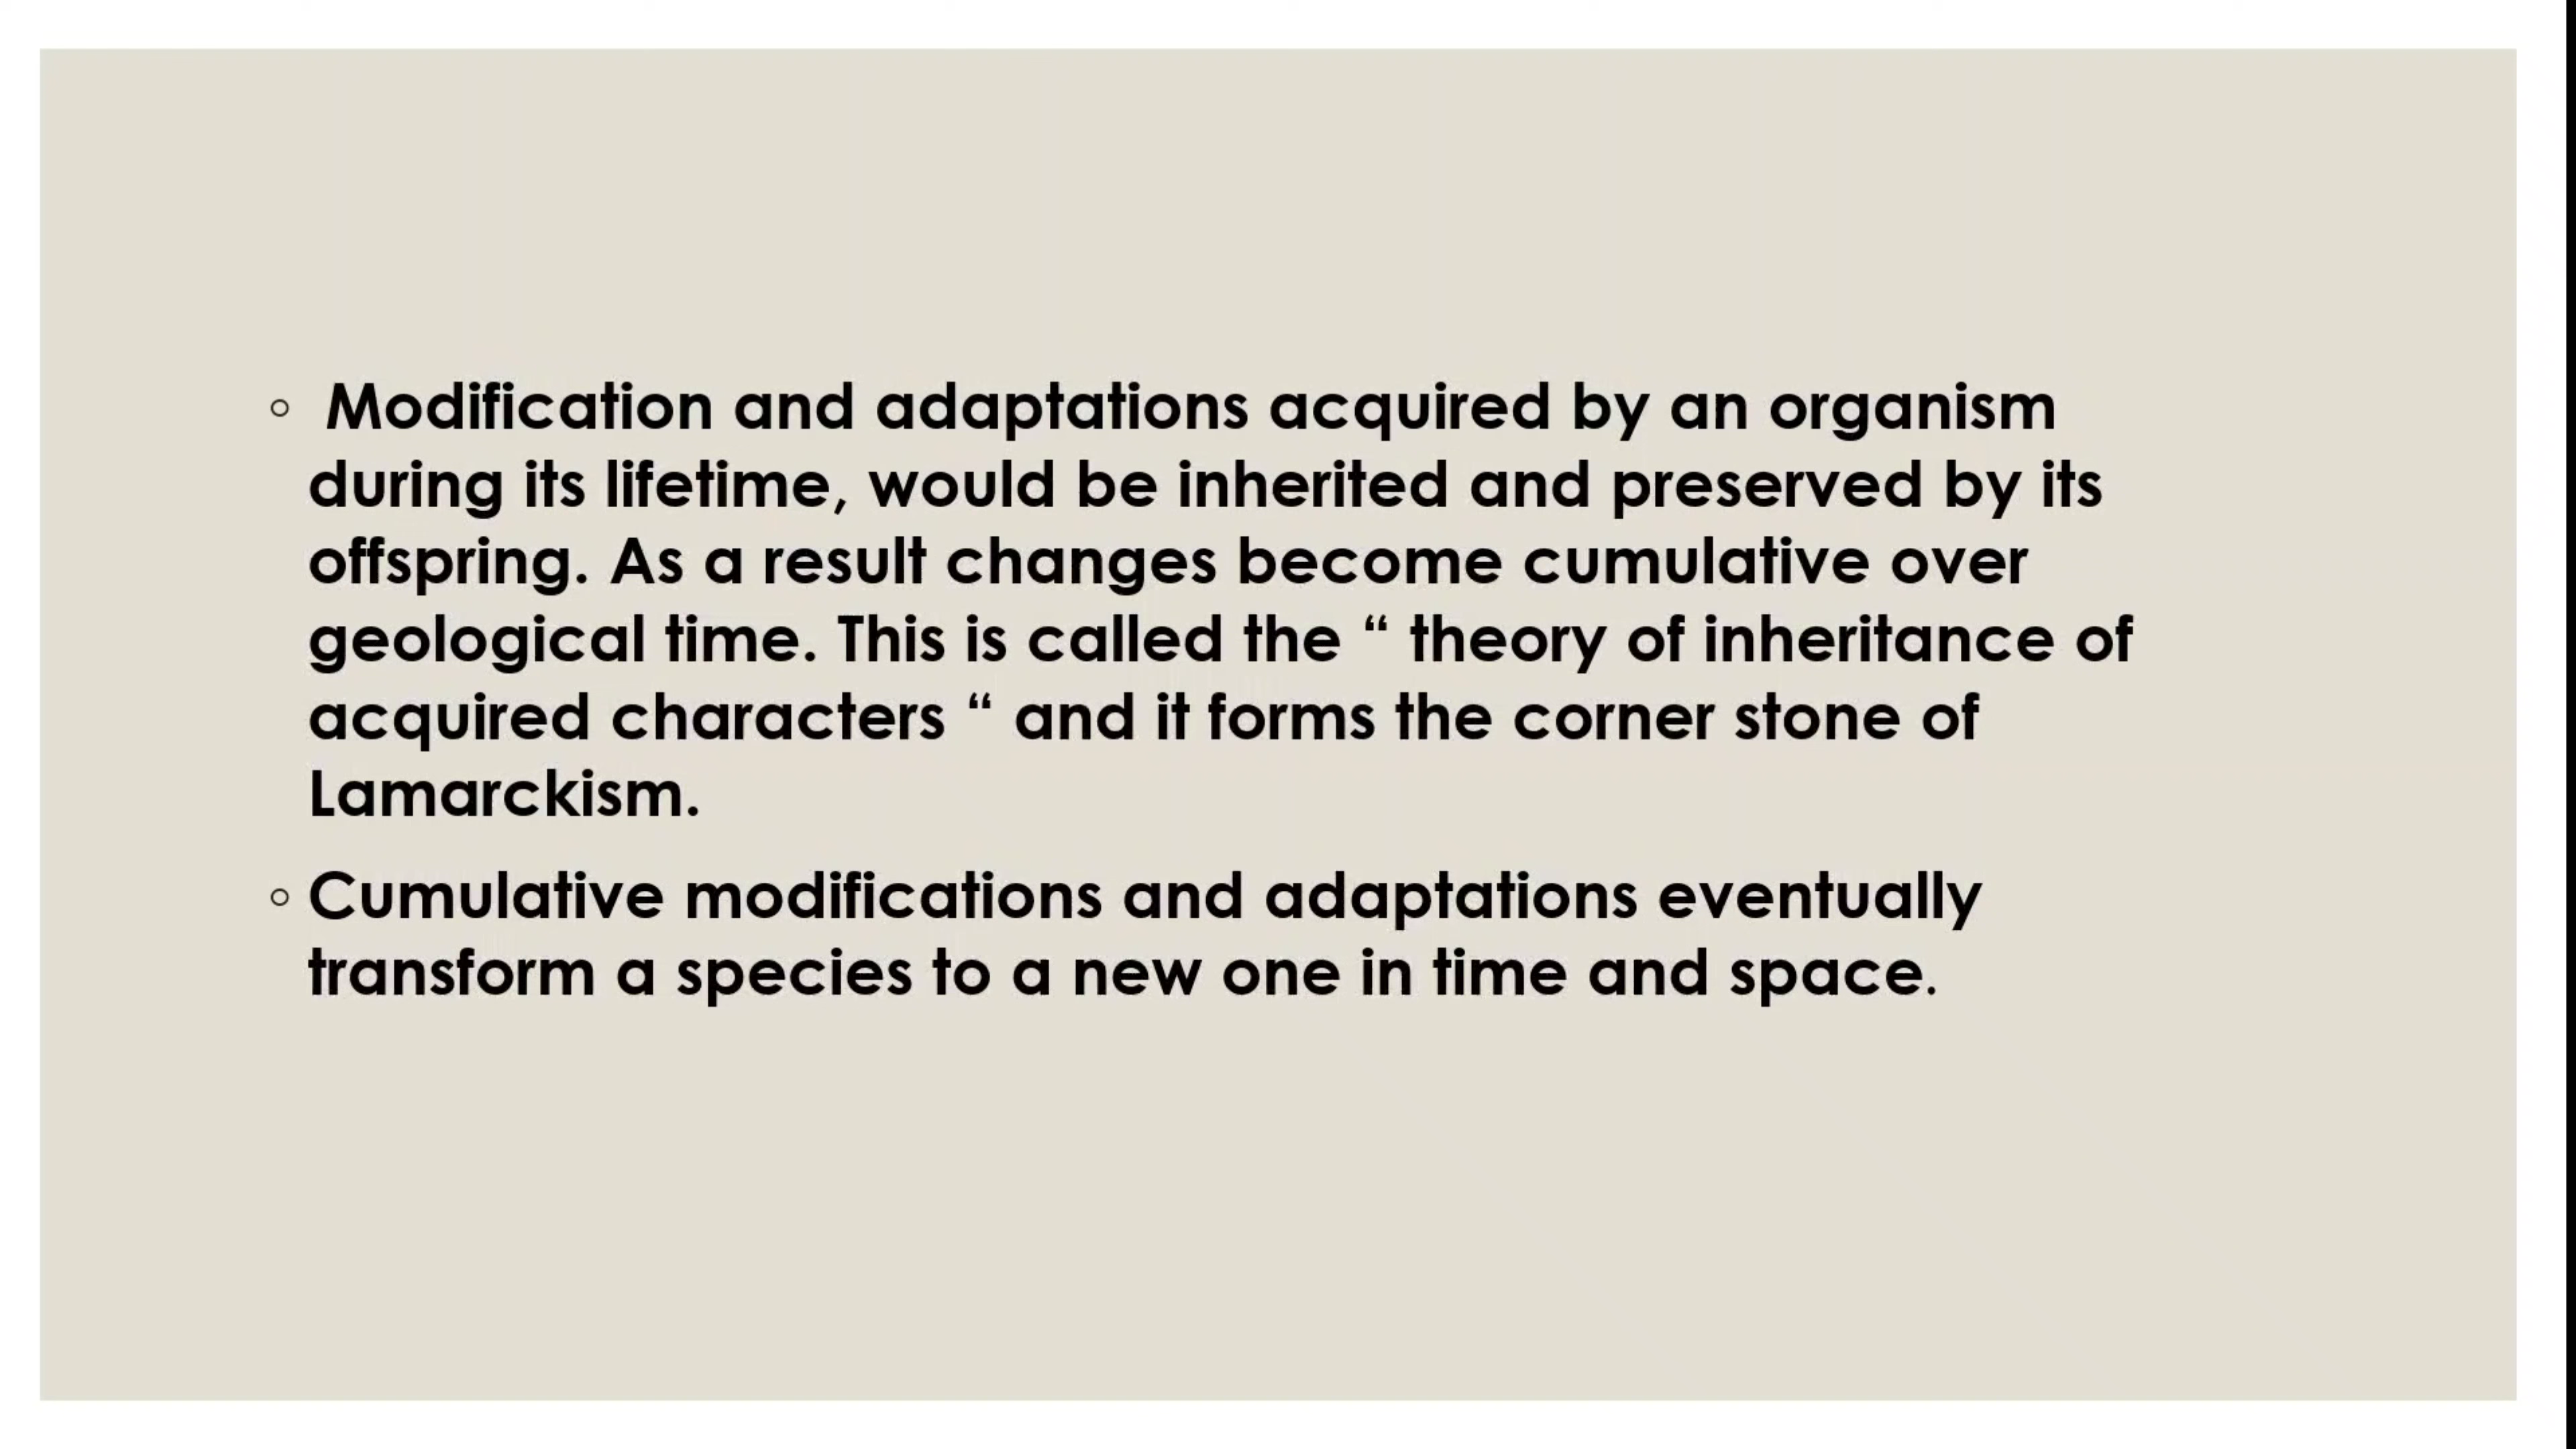 ◦ Modification and adaptations acquired by an organism
during its lifetime, would be inherited and preserved by its
offspring. As a result changes become cumulative over
geological time. This is called the “ theory of inheritance of
acquired characters “ and it forms the corner stone of
Lamarckism.
◦ Cumulative modifications and adaptations eventually
transform a species to a new one in time and space.